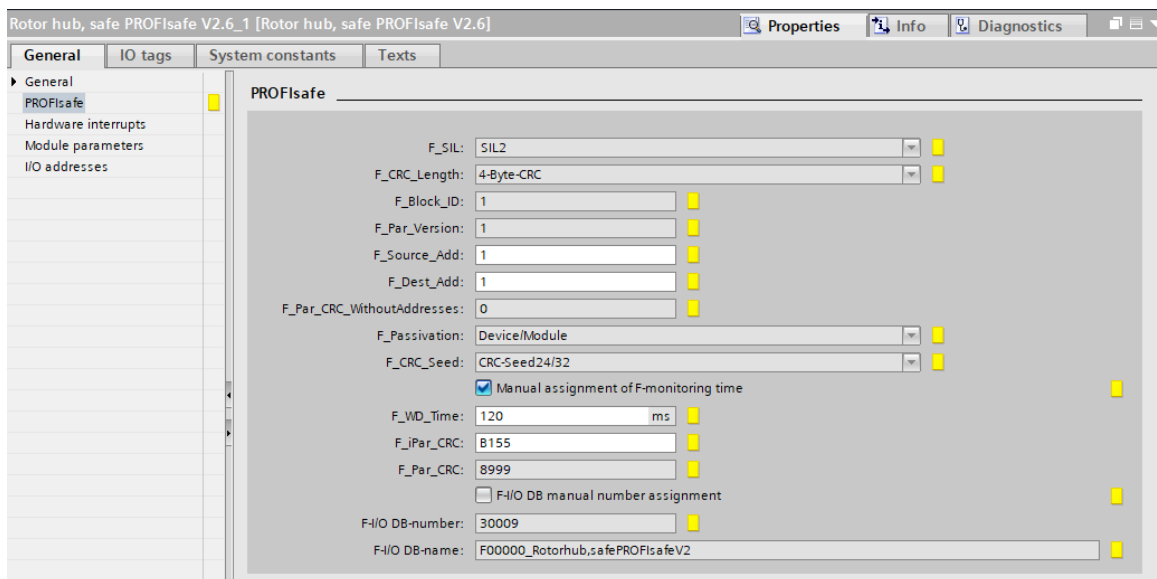 Rotor hub, safe PROFIsafe V2.6_1 [Rotor hub, safe PROFIsafe V2.6]
Properties
Info
Diagnostics
General
IO tags
System constants
Texts
General
PROFIsafe
Hardware interrupts
Module parameters
I/O addresses
PROFIsafe
F_SIL: SIL2
F_CRC_Length: 4-Byte-CRC
F_Block_ID: 1
F_Par_Version: 1
F_Source_Add: 1
F_Dest_Add: 1
F_Par_CRC_WithoutAddresses: 0
F_Passivation: Device/Module
F_CRC_Seed: CRC-Seed24/32
Manual assignment of F-monitoring time
F_WD_Time: 120 ms
F_iPar_CRC: B155
F_Par_CRC: 8999
F-I/O DB manual number assignment
F-I/O DB-number: 30009
F-I/O DB-name: F00000_Rotorhub,safePROFIsafeV2